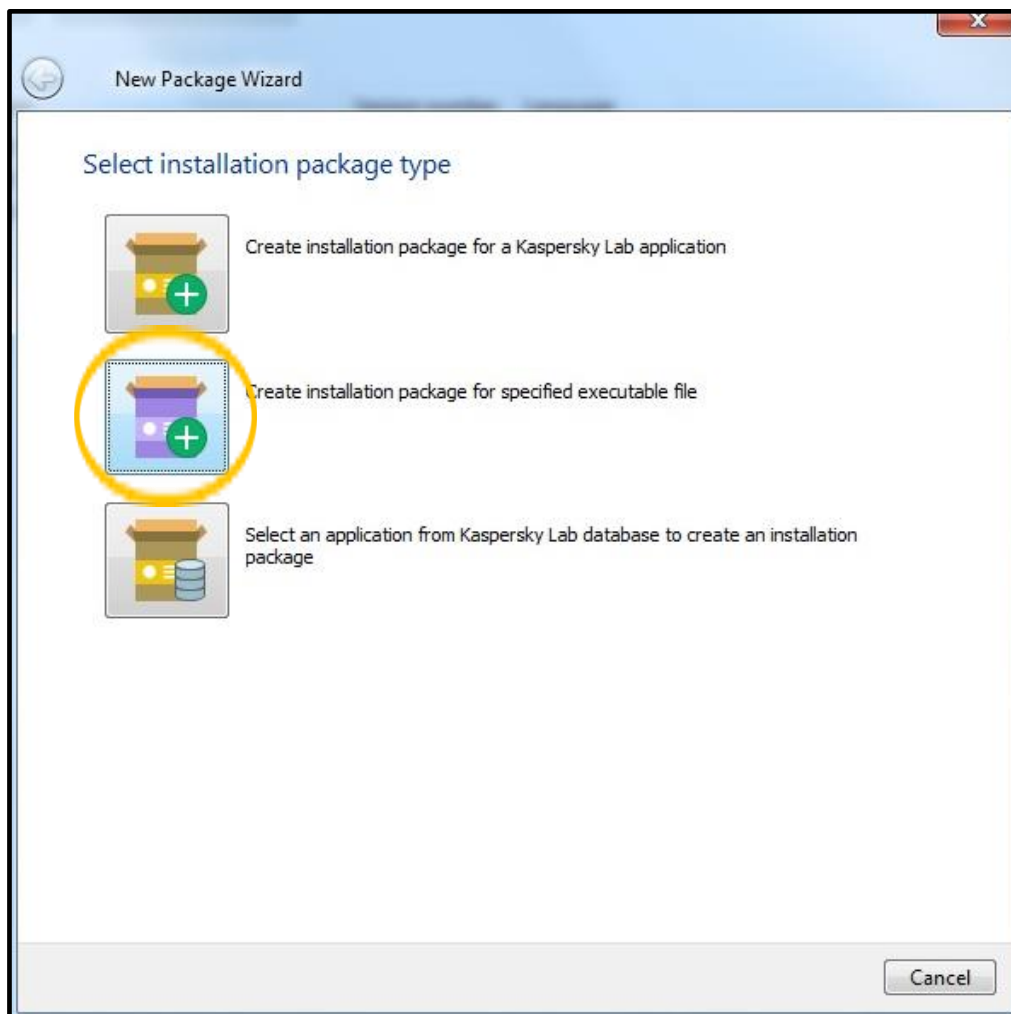 New Package Wizard
Select installation package type
Create installation package for a Kaspersky Lab application
Create installation package for specified executable file
Select an application from Kaspersky Lab database to create an installation
package
Cancel